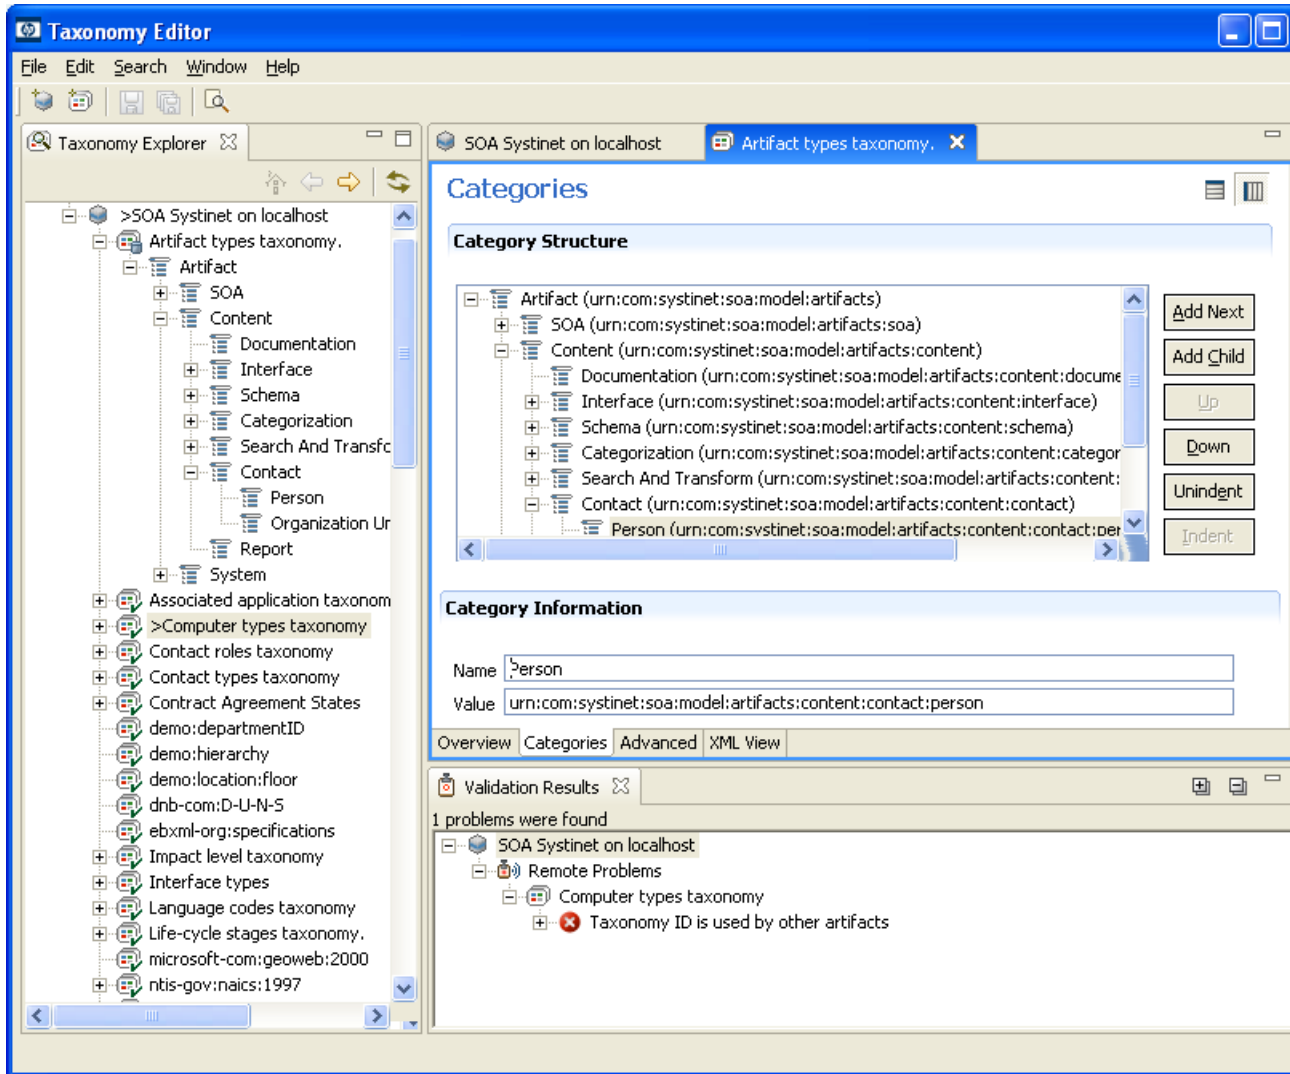 Taxonomy Editor
File Edit Search Window Help
Taxonomy Explorer
>SOA Systinet on localhost
Artifact types taxonomy.
Artifact
SOA
Content
Documentation
Interface
Schema
Categorization
Search And Transfc
Contact
Person
Organization Ur
Report
System
Associated application taxonom
>Computer types taxonomy
Contact roles taxonomy
Contact types taxonomy
Contract Agreement States
demo:departmentID
demo:hierarchy
demo:location:floor
dnb-com:D-U-N-S
ebxml-org:specifications
Impact level taxonomy
Interface types
Language codes taxonomy
Life-cycle stages taxonomy.
microsoft-com:geoweb:2000
ntis-gov:naics:1997
SOA Systinet on localhost Artifact types taxonomy.
Categories
Category Structure
Artifact (urn:com:systinet:soa:model:artifacts)
SOA (urn:com:systinet:soa:model:artifacts:soa)
Content (urn:com:systinet:soa:model:artifacts:content)
Documentation (urn:com:systinet:soa:model:artifacts:content:docume
Interface (urn:com:systinet:soa:model:artifacts:content:interface)
Schema (urn:com:systinet:soa:model:artifacts:content:schema)
Categorization (urn:com:systinet:soa:model:artifacts:content:categor
Search And Transform (urn:com:systinet:soa:model:artifacts:content:
Contact (urn:com:systinet:soa:model:artifacts:content:contact)
Person (urn:com:systinet:soa:model:artifacts:content:contact:per
Add Next
Add Child
Up
Down
Unindent
Indent
Category Information
Name Person
Value urn:com:systinet:soa:model:artifacts:content:contact:person
Overview Categories Advanced XML View
Validation Results
1 problems were found
SOA Systinet on localhost
Remote Problems
Computer types taxonomy
Taxonomy ID is used by other artifacts